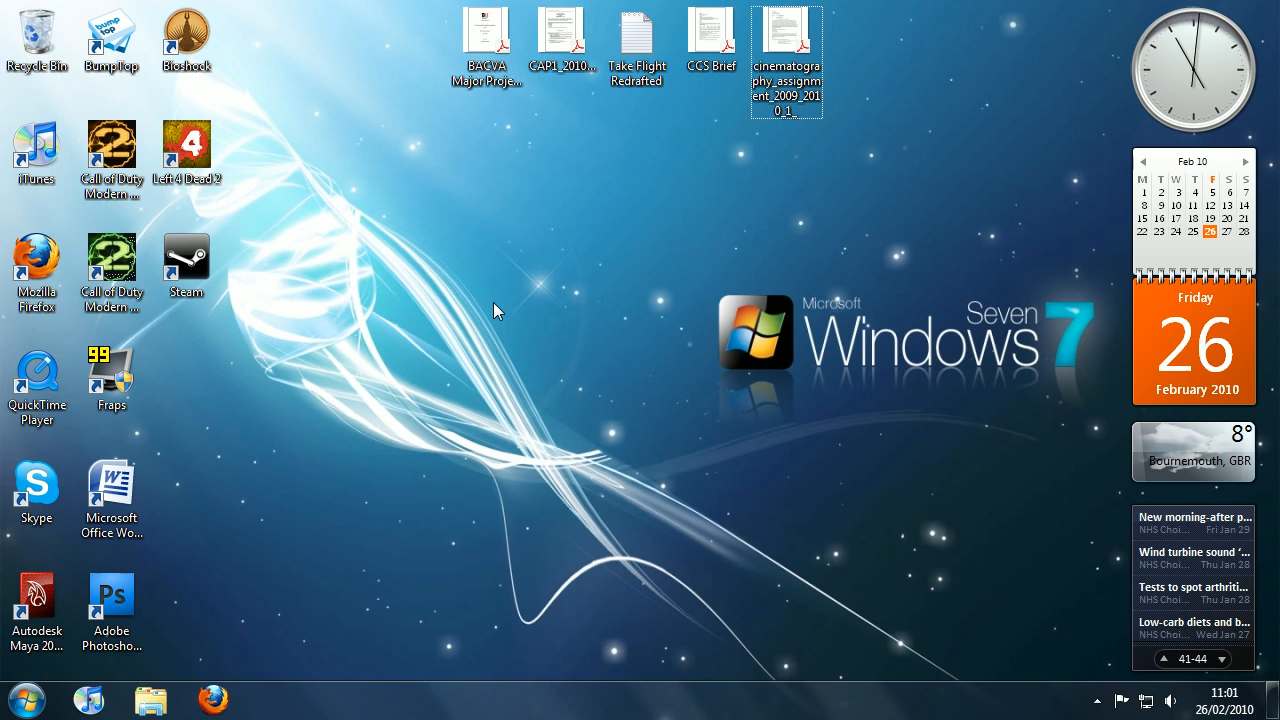 Recycle Bin
BumpTop
Bioshock
BACVA
Major Proje...
CAP1_2010...
Take Flight
Redrafted
CCS Brief
cinematogra
phy_assignm
ent_2009_201
0_1_
iTunes
Call of Duty
Modern ...
Left 4 Dead 2
Mozilla
Firefox
Call of Duty
Modern ...
Steam
QuickTime
Player
99
Fraps
Skype
Microsoft
Office Wo...
Autodesk
Maya 20...
Ps
Adobe
Photosho...
Microsoft
Windows
Seven
7
Feb 10
M T W T F S S
1 2 3 4 5 6 7
8 9 10 11 12 13 14
15 16 17 18 19 20 21
22 23 24 25 26 27 28
Friday
26
February 2010
8°
Bournemouth, GBR
New morning-after p...
NHS Choi... Fri Jan 29
Wind turbine sound ‘...
NHS Choi... Thu Jan 28
Tests to spot arthriti...
NHS Choi... Thu Jan 28
Low-carb diets and b...
NHS Choi... Wed Jan 27
41-44
11:01
26/02/2010